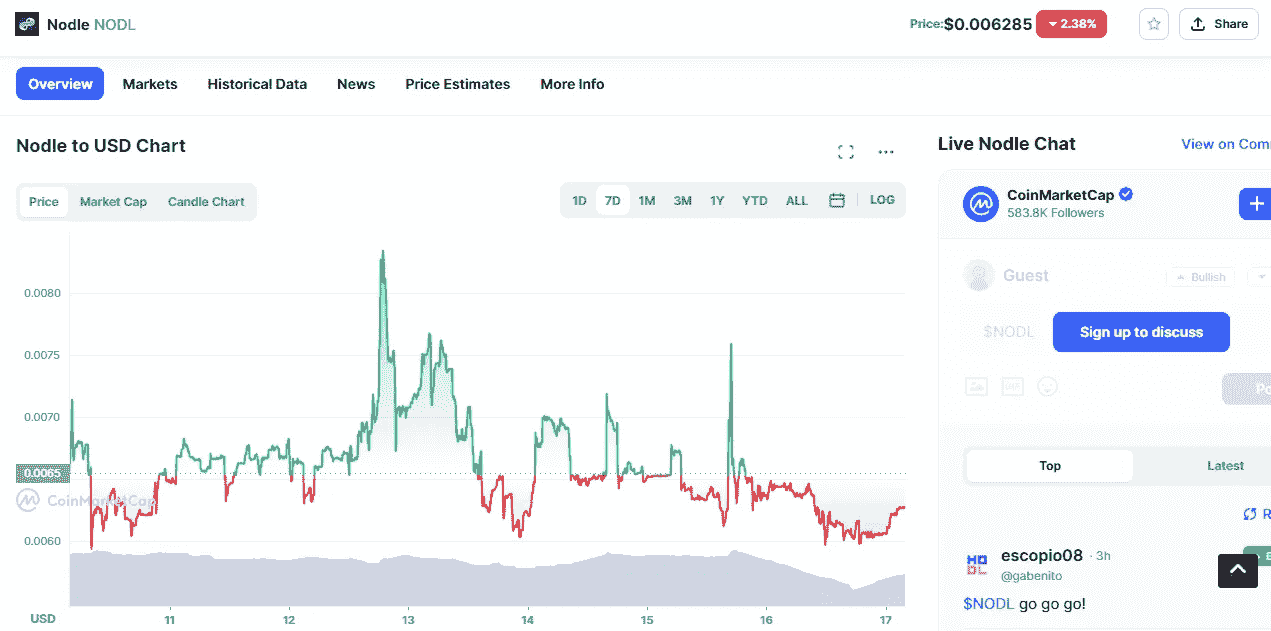 Nodle NODL
Price:$0.006285 2.38%
Share
Overview Markets Historical Data News Price Estimates More Info
Nodle to USD Chart
Live Nodle Chat
View on Com
Price Market Cap Candle Chart
1D 7D 1M 3M 1Y YTD ALL LOG
CoinMarketCap
583.8K Followers
Guest
Bullish
$NODL
Sign up to discuss
GIF
Po
Top Latest
R
escopio08 · 3h
@gabenito
$NODL go go go!
0.0080
0.0075
0.0070
0.0065
CoinMarketCap
0.0060
USD 11 12 13 14 15 16 17